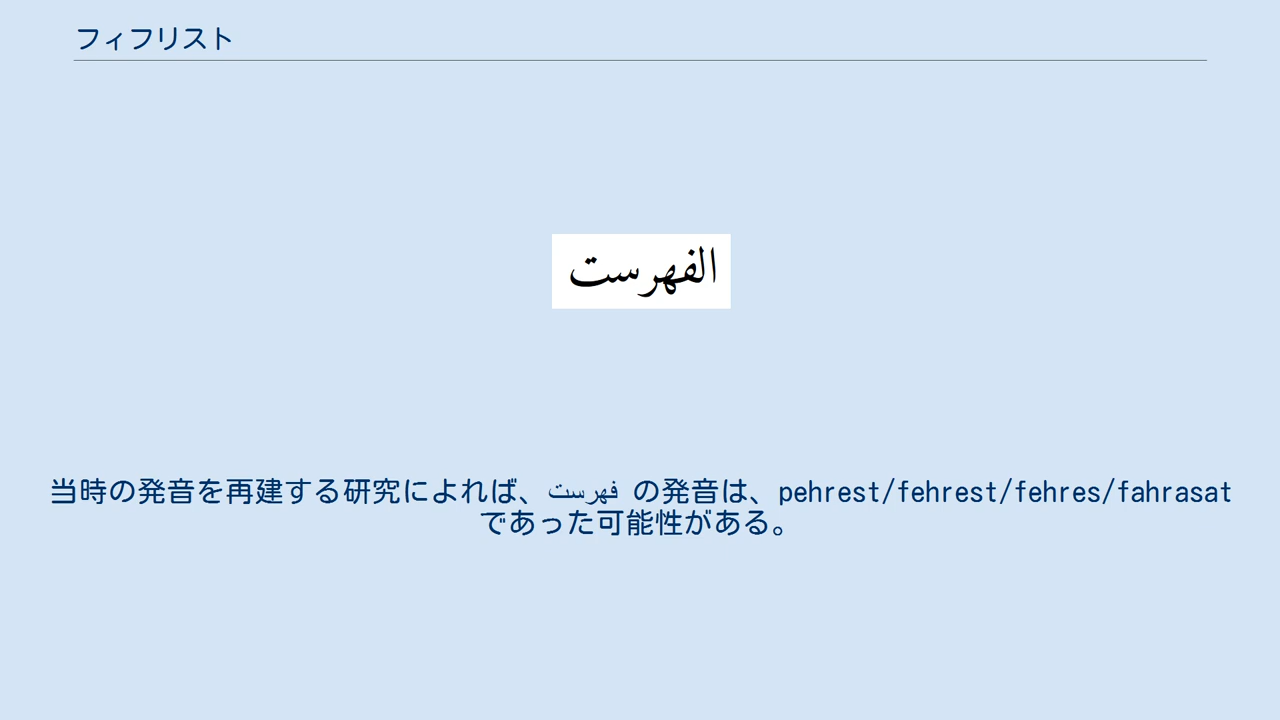 フィフリスト
الفهرست
当時の発音を再建する研究によれば、فهرست の発音は、pehrest/fehrest/fehres/fahrasat
であった可能性がある。